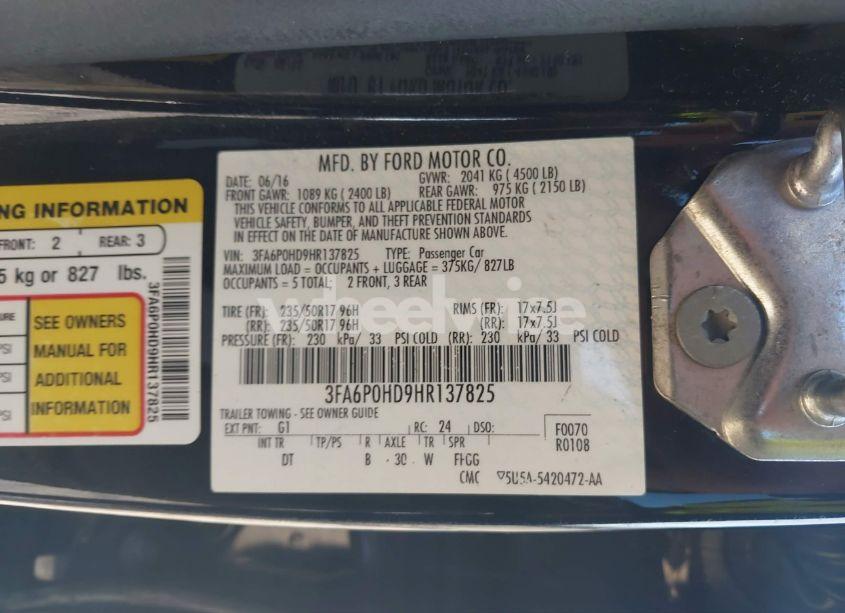 MFD. BY FORD MOTOR CO.
DATE: 06/16 GVWR: 2041 KG ( 4500 LB)
FRONT GAWR: 1089 KG ( 2400 LB) REAR GAWR: 975 KG ( 2150 LB)
THIS VEHICLE CONFORMS TO ALL APPLICABLE FEDERAL MOTOR
VEHICLE SAFETY, BUMPER, AND THEFT PREVENTION STANDARDS
IN EFFECT ON THE DATE OF MANUFACTURE SHOWN ABOVE.
VIN: 3FA6P0HD9HR137825 TYPE: Passenger Car
MAXIMUM LOAD = OCCUPANTS + LUGGAGE = 375KG/ 827LB
OCCUPANTS = 5 TOTAL: 2 FRONT, 3 REAR
TIRE (FR): 235/50R17 96H RIMS (FR): 17x7.5J
(RR): 235/50R17 96H (RR): 17x7.5J
PRESSURE (FR): 230 kPa/ 33 PSI COLD (RR): 230 kPa/ 33 PSI COLD
3FA6P0HD9HR137825
TRAILER TOWING - SEE OWNER GUIDE
EXT PNT: G1 RC: 24 DSO:
F0070
R0108
INT TR TP/PS R AXLE TR SPR
DT B 30 W FFGG
CMC 5U5A-5420472-AA
NG INFORMATION
FRONT: 2 REAR: 3
5 kg or 827 lbs.
SEE OWNERS
MANUAL FOR
ADDITIONAL
INFORMATION
SURE
PSI
PSI
PSI
3FA6P0HD9HR137825
wheelwire